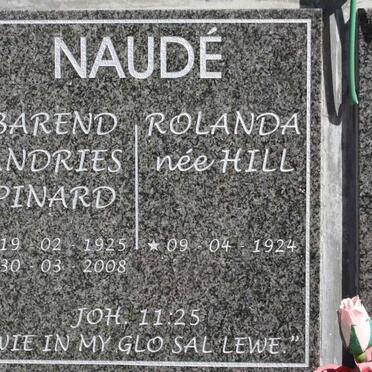 NAUDÉ
BAREND
ANDRIES
PINARD
19 - 02 - 1925
30 - 03 - 2008
ROLANDA
née HILL
★ 09 - 04 - 1924
JOH. 11:25
WIE IN MY GLO SAL LEWE."